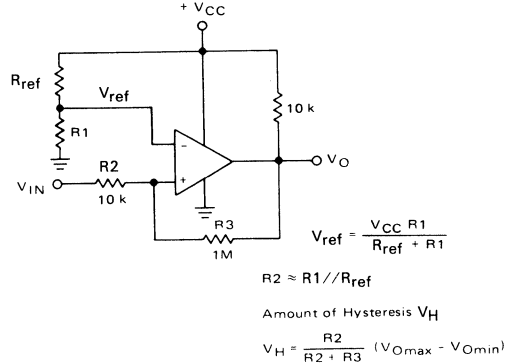 + VCC
Rref
Vref
10 k
R1
-
VO
VIN
R2
10 k
+
R3
1M
Vref = VCC R1 / Rref + R1
R2 ≈ R1//Rref
Amount of Hysteresis VH
VH = R2 / R2 + R3 (VOmax - VOmin)